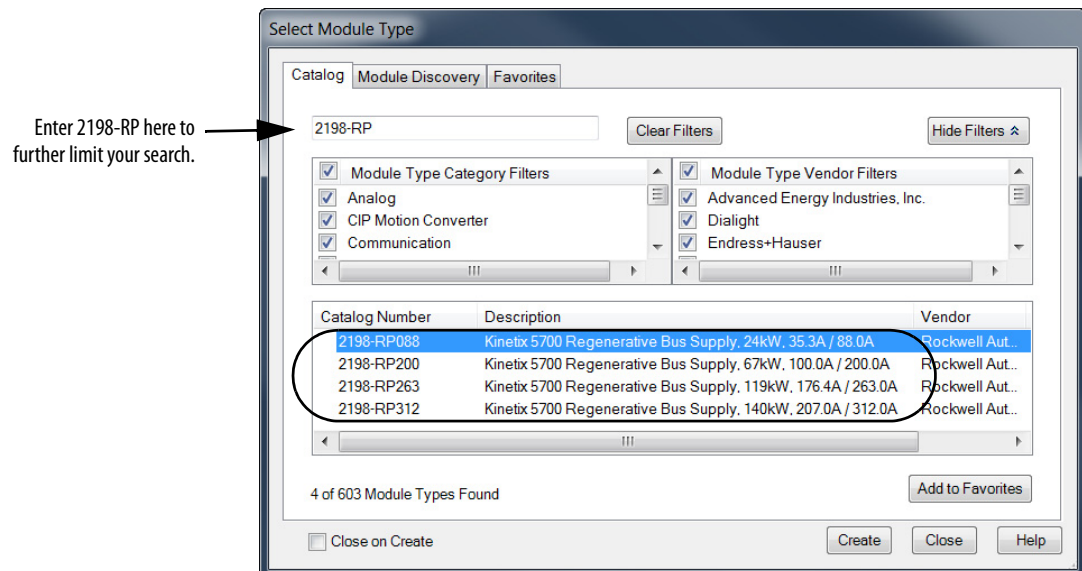 Select Module Type
Catalog Module Discovery Favorites
Enter 2198-RP here to
further limit your search.
2198-RP Clear Filters Hide Filters
Module Type Category Filters Module Type Vendor Filters
Analog Advanced Energy Industries, Inc.
CIP Motion Converter Dialight
Communication Endress+Hauser
Catalog Number Description Vendor
2198-RP088 Kinetix 5700 Regenerative Bus Supply, 24kW, 35.3A / 88.0A Rockwell Aut...
2198-RP200 Kinetix 5700 Regenerative Bus Supply, 67kW, 100.0A / 200.0A Rockwell Aut...
2198-RP263 Kinetix 5700 Regenerative Bus Supply, 119kW, 176.4A / 263.0A Rockwell Aut...
2198-RP312 Kinetix 5700 Regenerative Bus Supply, 140kW, 207.0A / 312.0A Rockwell Aut...
4 of 603 Module Types Found Add to Favorites
Close on Create Create Close Help